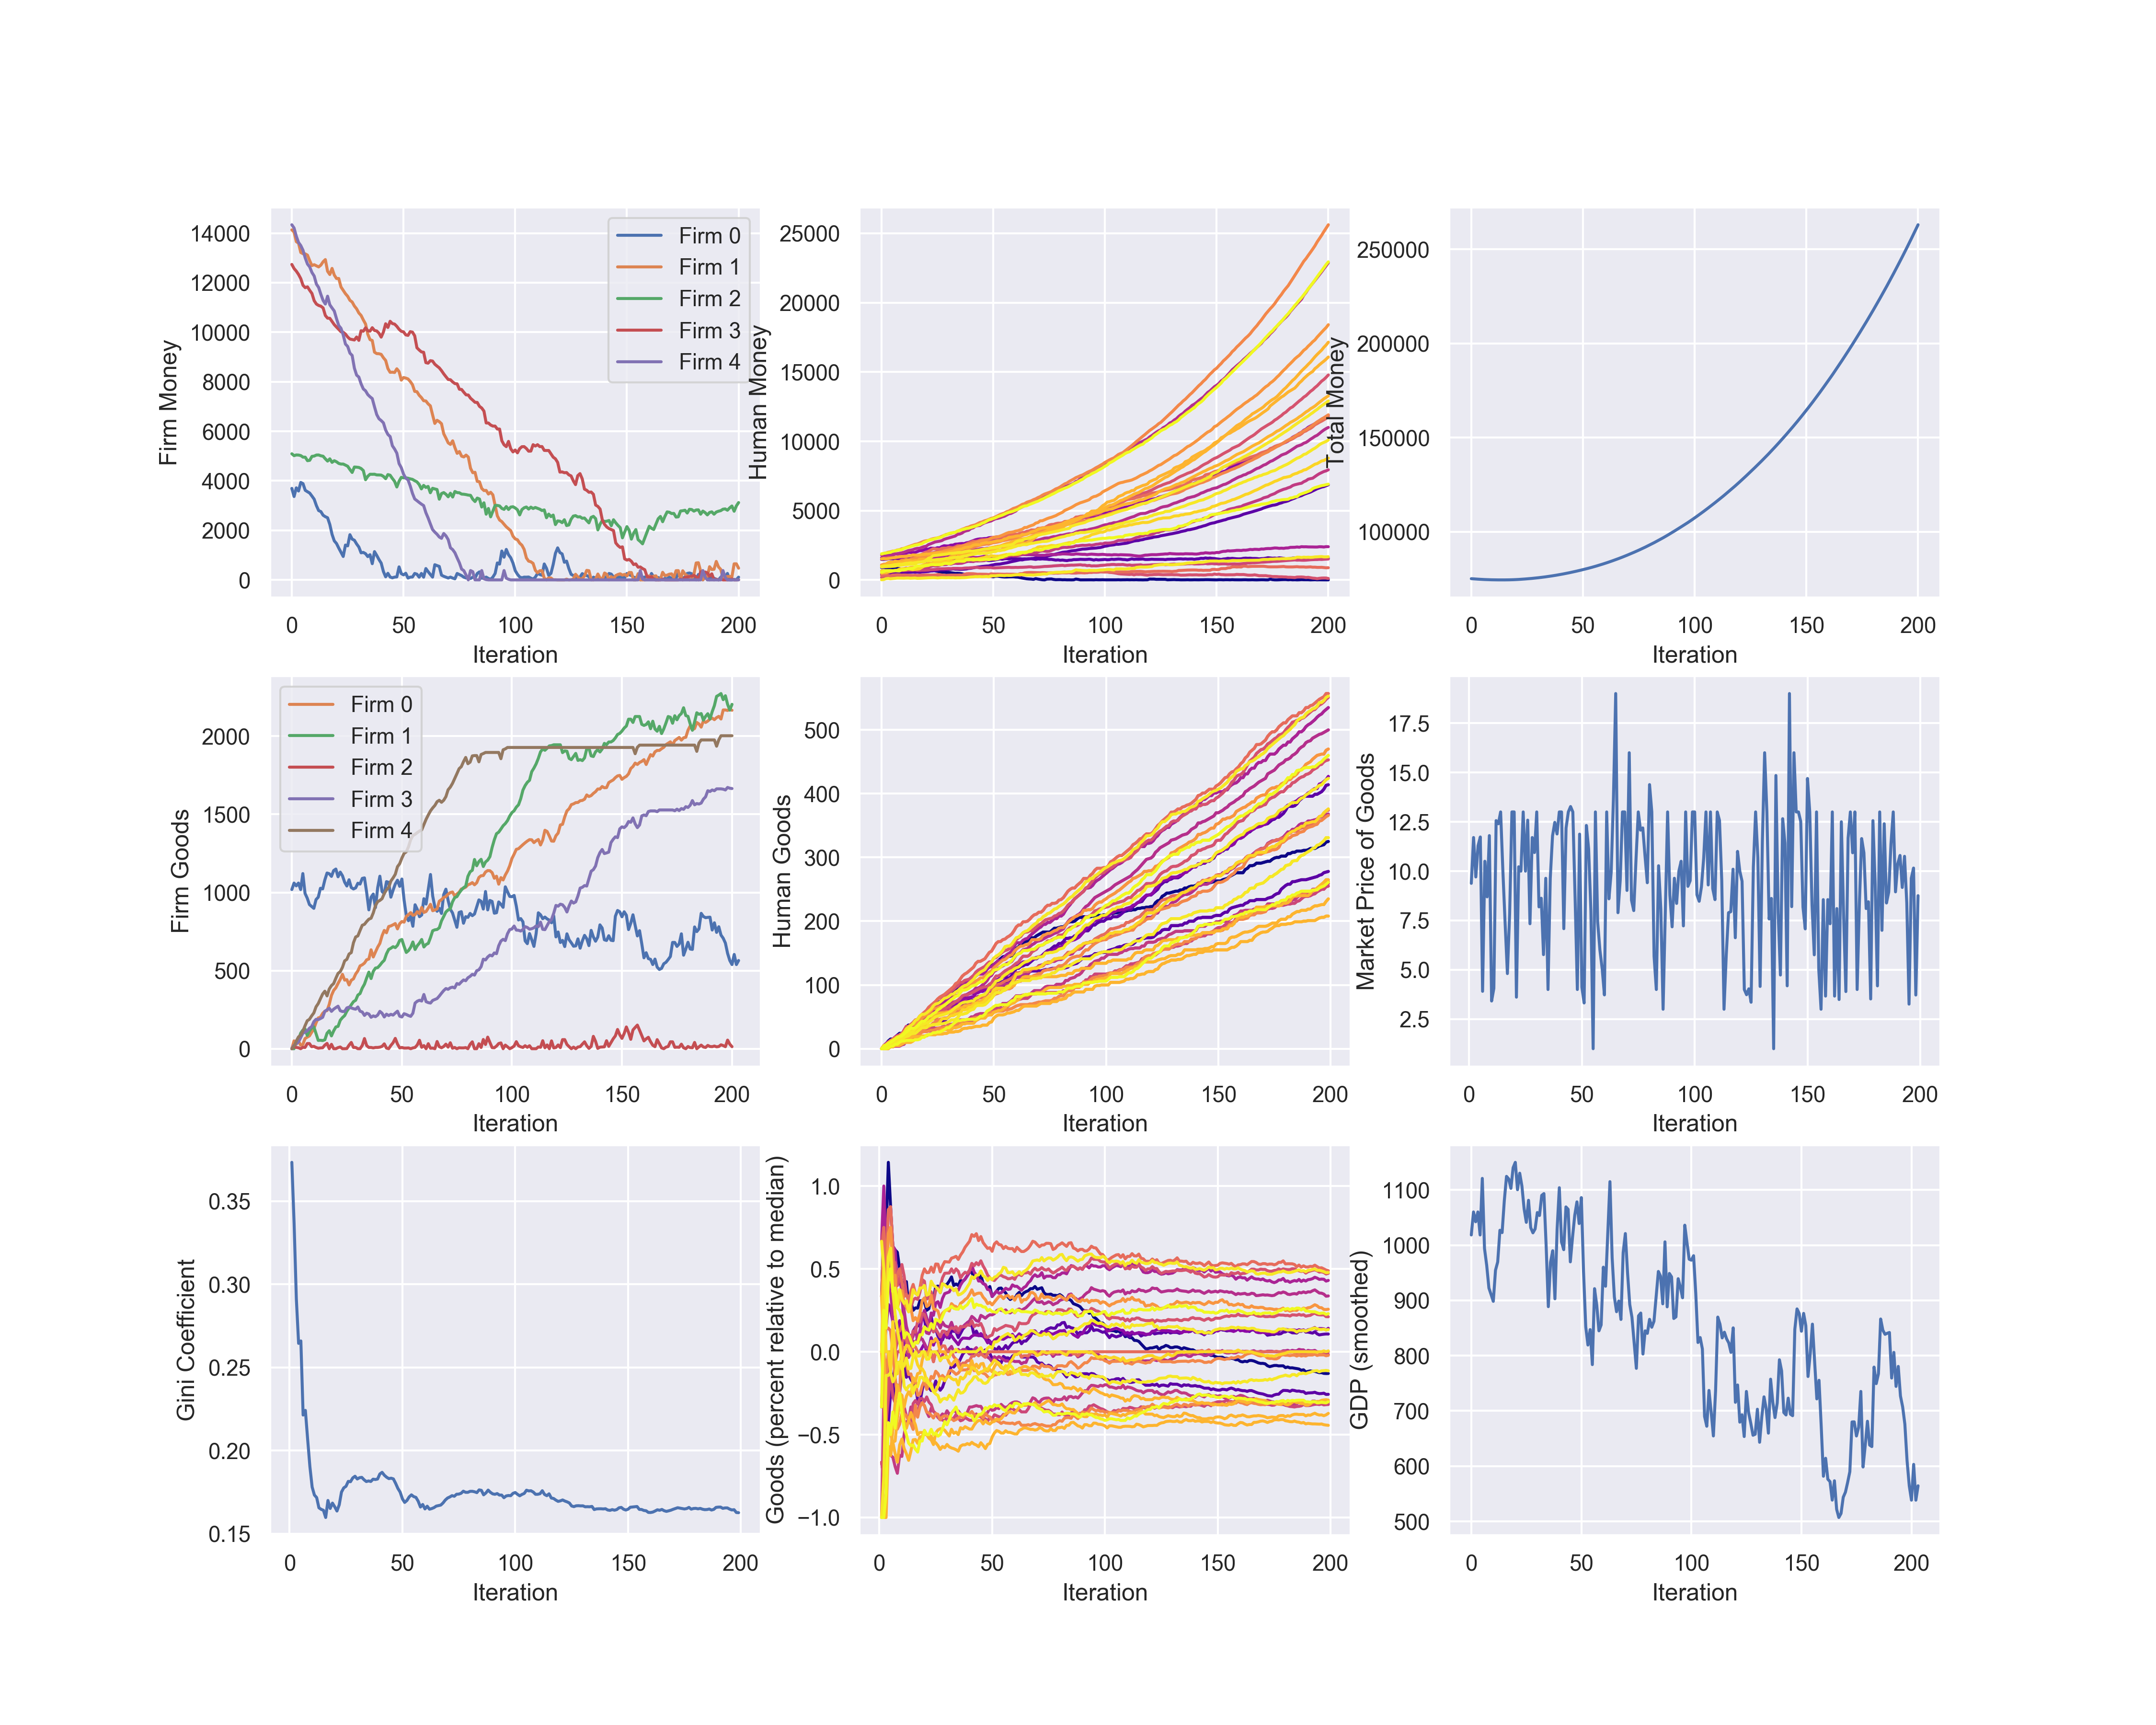 14000
12000
10000
8000
6000
4000
2000
0
Firm Money
Firm 0
Firm 1
Firm 2
Firm 3
Firm 4
0 50 100 150 200
Iteration
25000
20000
15000
10000
5000
0
Human Money
0 50 100 150 200
Iteration
250000
200000
150000
100000
Total Money
0 50 100 150 200
Iteration
2000
1500
1000
500
0
Firm Goods
Firm 0
Firm 1
Firm 2
Firm 3
Firm 4
0 50 100 150 200
Iteration
500
400
300
200
100
0
Human Goods
0 50 100 150 200
Iteration
17.5
15.0
12.5
10.0
7.5
5.0
2.5
Market Price of Goods
0 50 100 150 200
Iteration
0.35
0.30
0.25
0.20
0.15
Gini Coefficient
0 50 100 150 200
Iteration
1.0
0.5
0.0
−0.5
−1.0
Goods (percent relative to median)
0 50 100 150 200
Iteration
1100
1000
900
800
700
600
500
GDP (smoothed)
0 50 100 150 200
Iteration